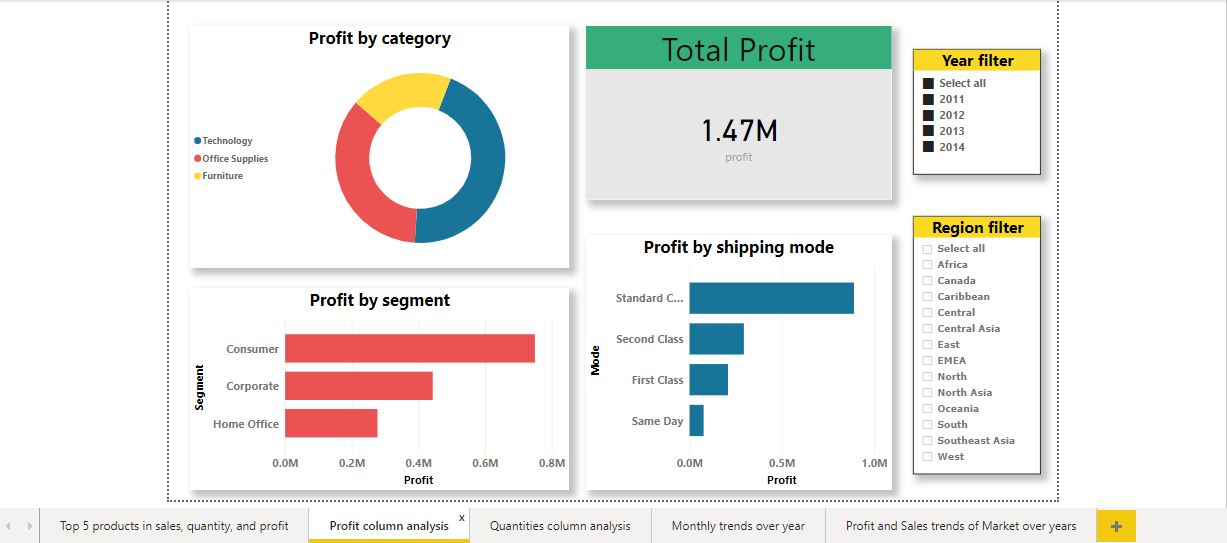 Profit by category
Technology
Office Supplies
Furniture
Total Profit
1.47M
profit
Year filter
Select all
2011
2012
2013
2014
Profit by segment
Segment
Consumer
Corporate
Home Office
0.0M 0.2M 0.4M 0.6M 0.8M
Profit
Profit by shipping mode
Mode
Standard C...
Second Class
First Class
Same Day
0.0M 0.5M 1.0M
Profit
Region filter
Select all
Africa
Canada
Caribbean
Central
Central Asia
East
EMEA
North
North Asia
Oceania
South
Southeast Asia
West
Top 5 products in sales, quantity, and profit
Profit column analysis x
Quantities column analysis
Monthly trends over year
Profit and Sales trends of Market over years
+